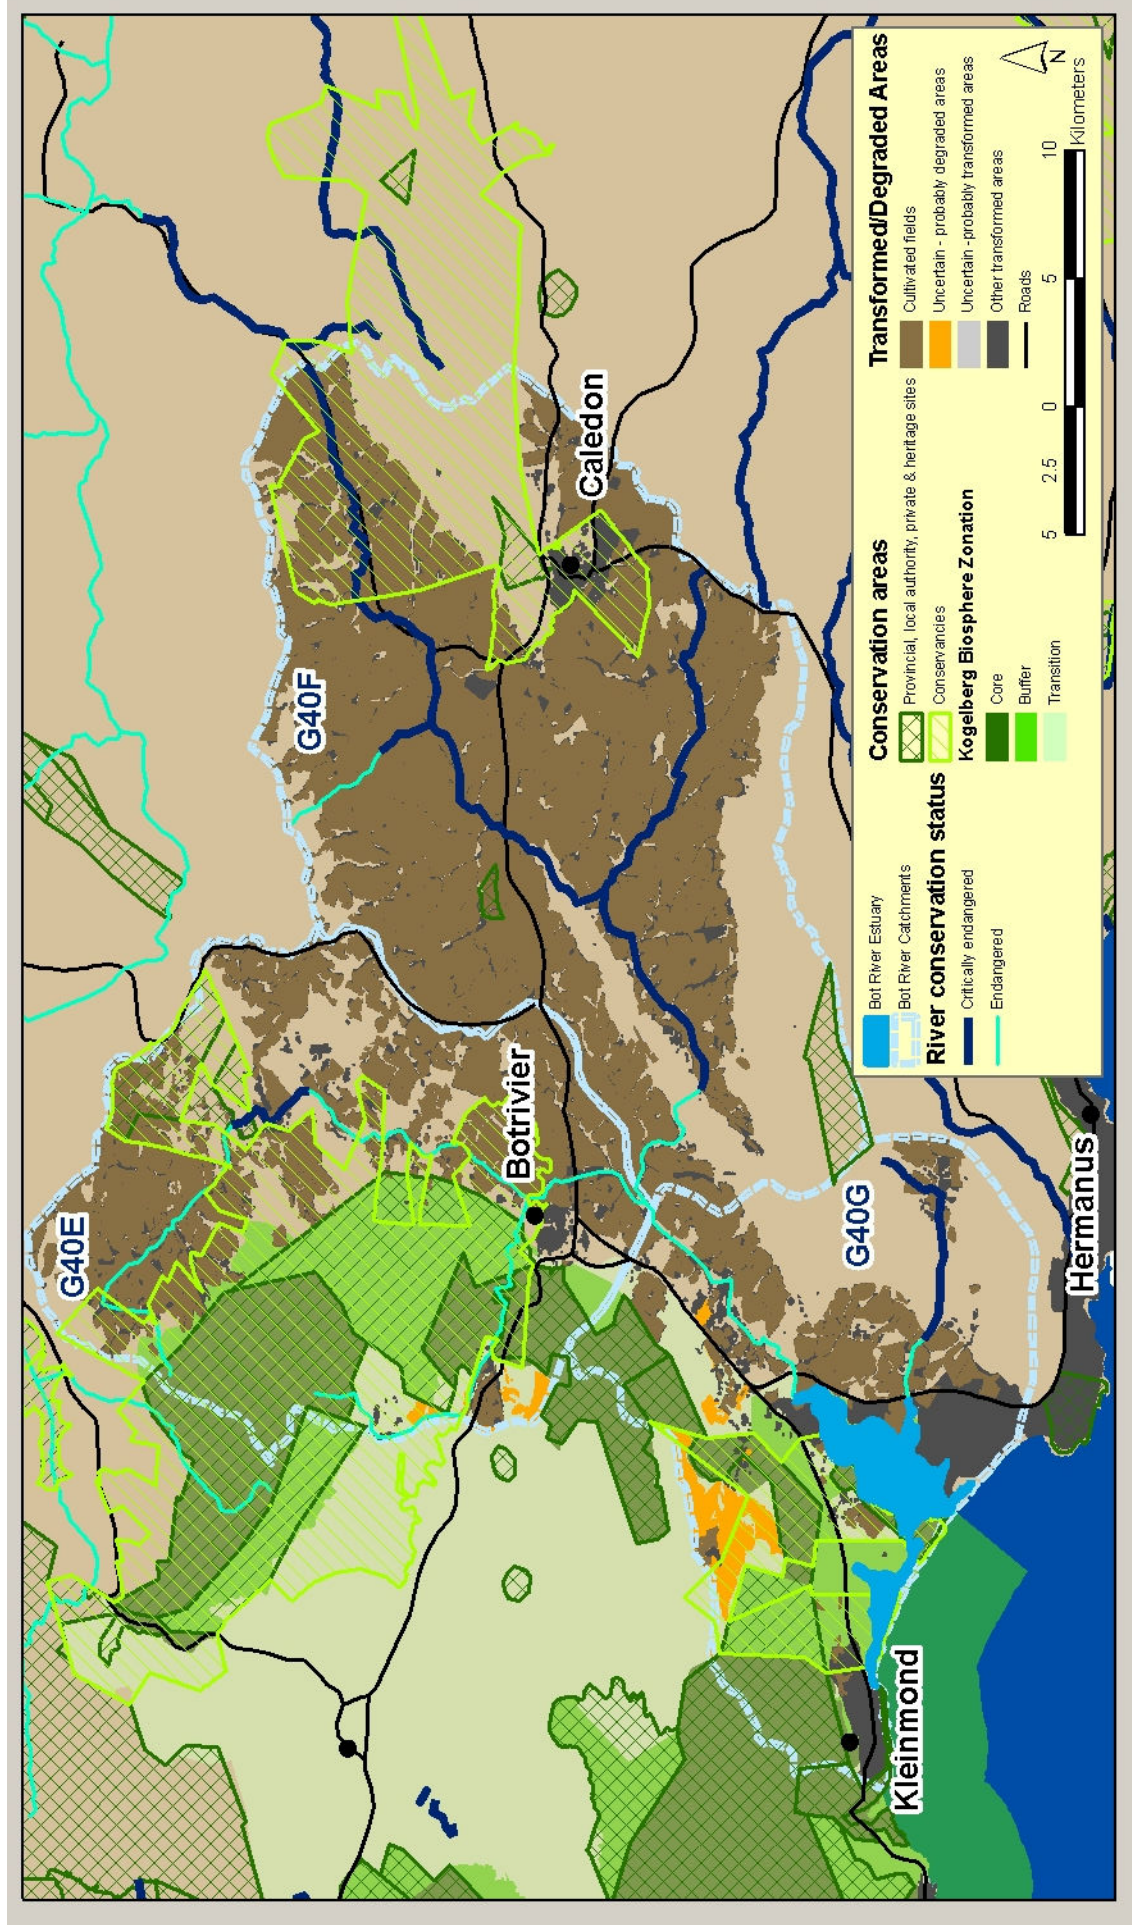 G40E
G40F
G40G
Botrivier
Caledon
Kleinmond
Hermanus
Bot River Estuary
Bot River Catchments
River conservation status
Critically endangered
Endangered
Conservation areas
Provincial, local authority, private & heritage sites
Conservancies
Kogelberg Biosphere Zonation
Core
Buffer
Transition
Transformed/Degraded Areas
Cultivated fields
Uncertain - probably degraded areas
Uncertain -probably transformed areas
Other transformed areas
Roads
N
5 2.5 0 5 10
Kilometers